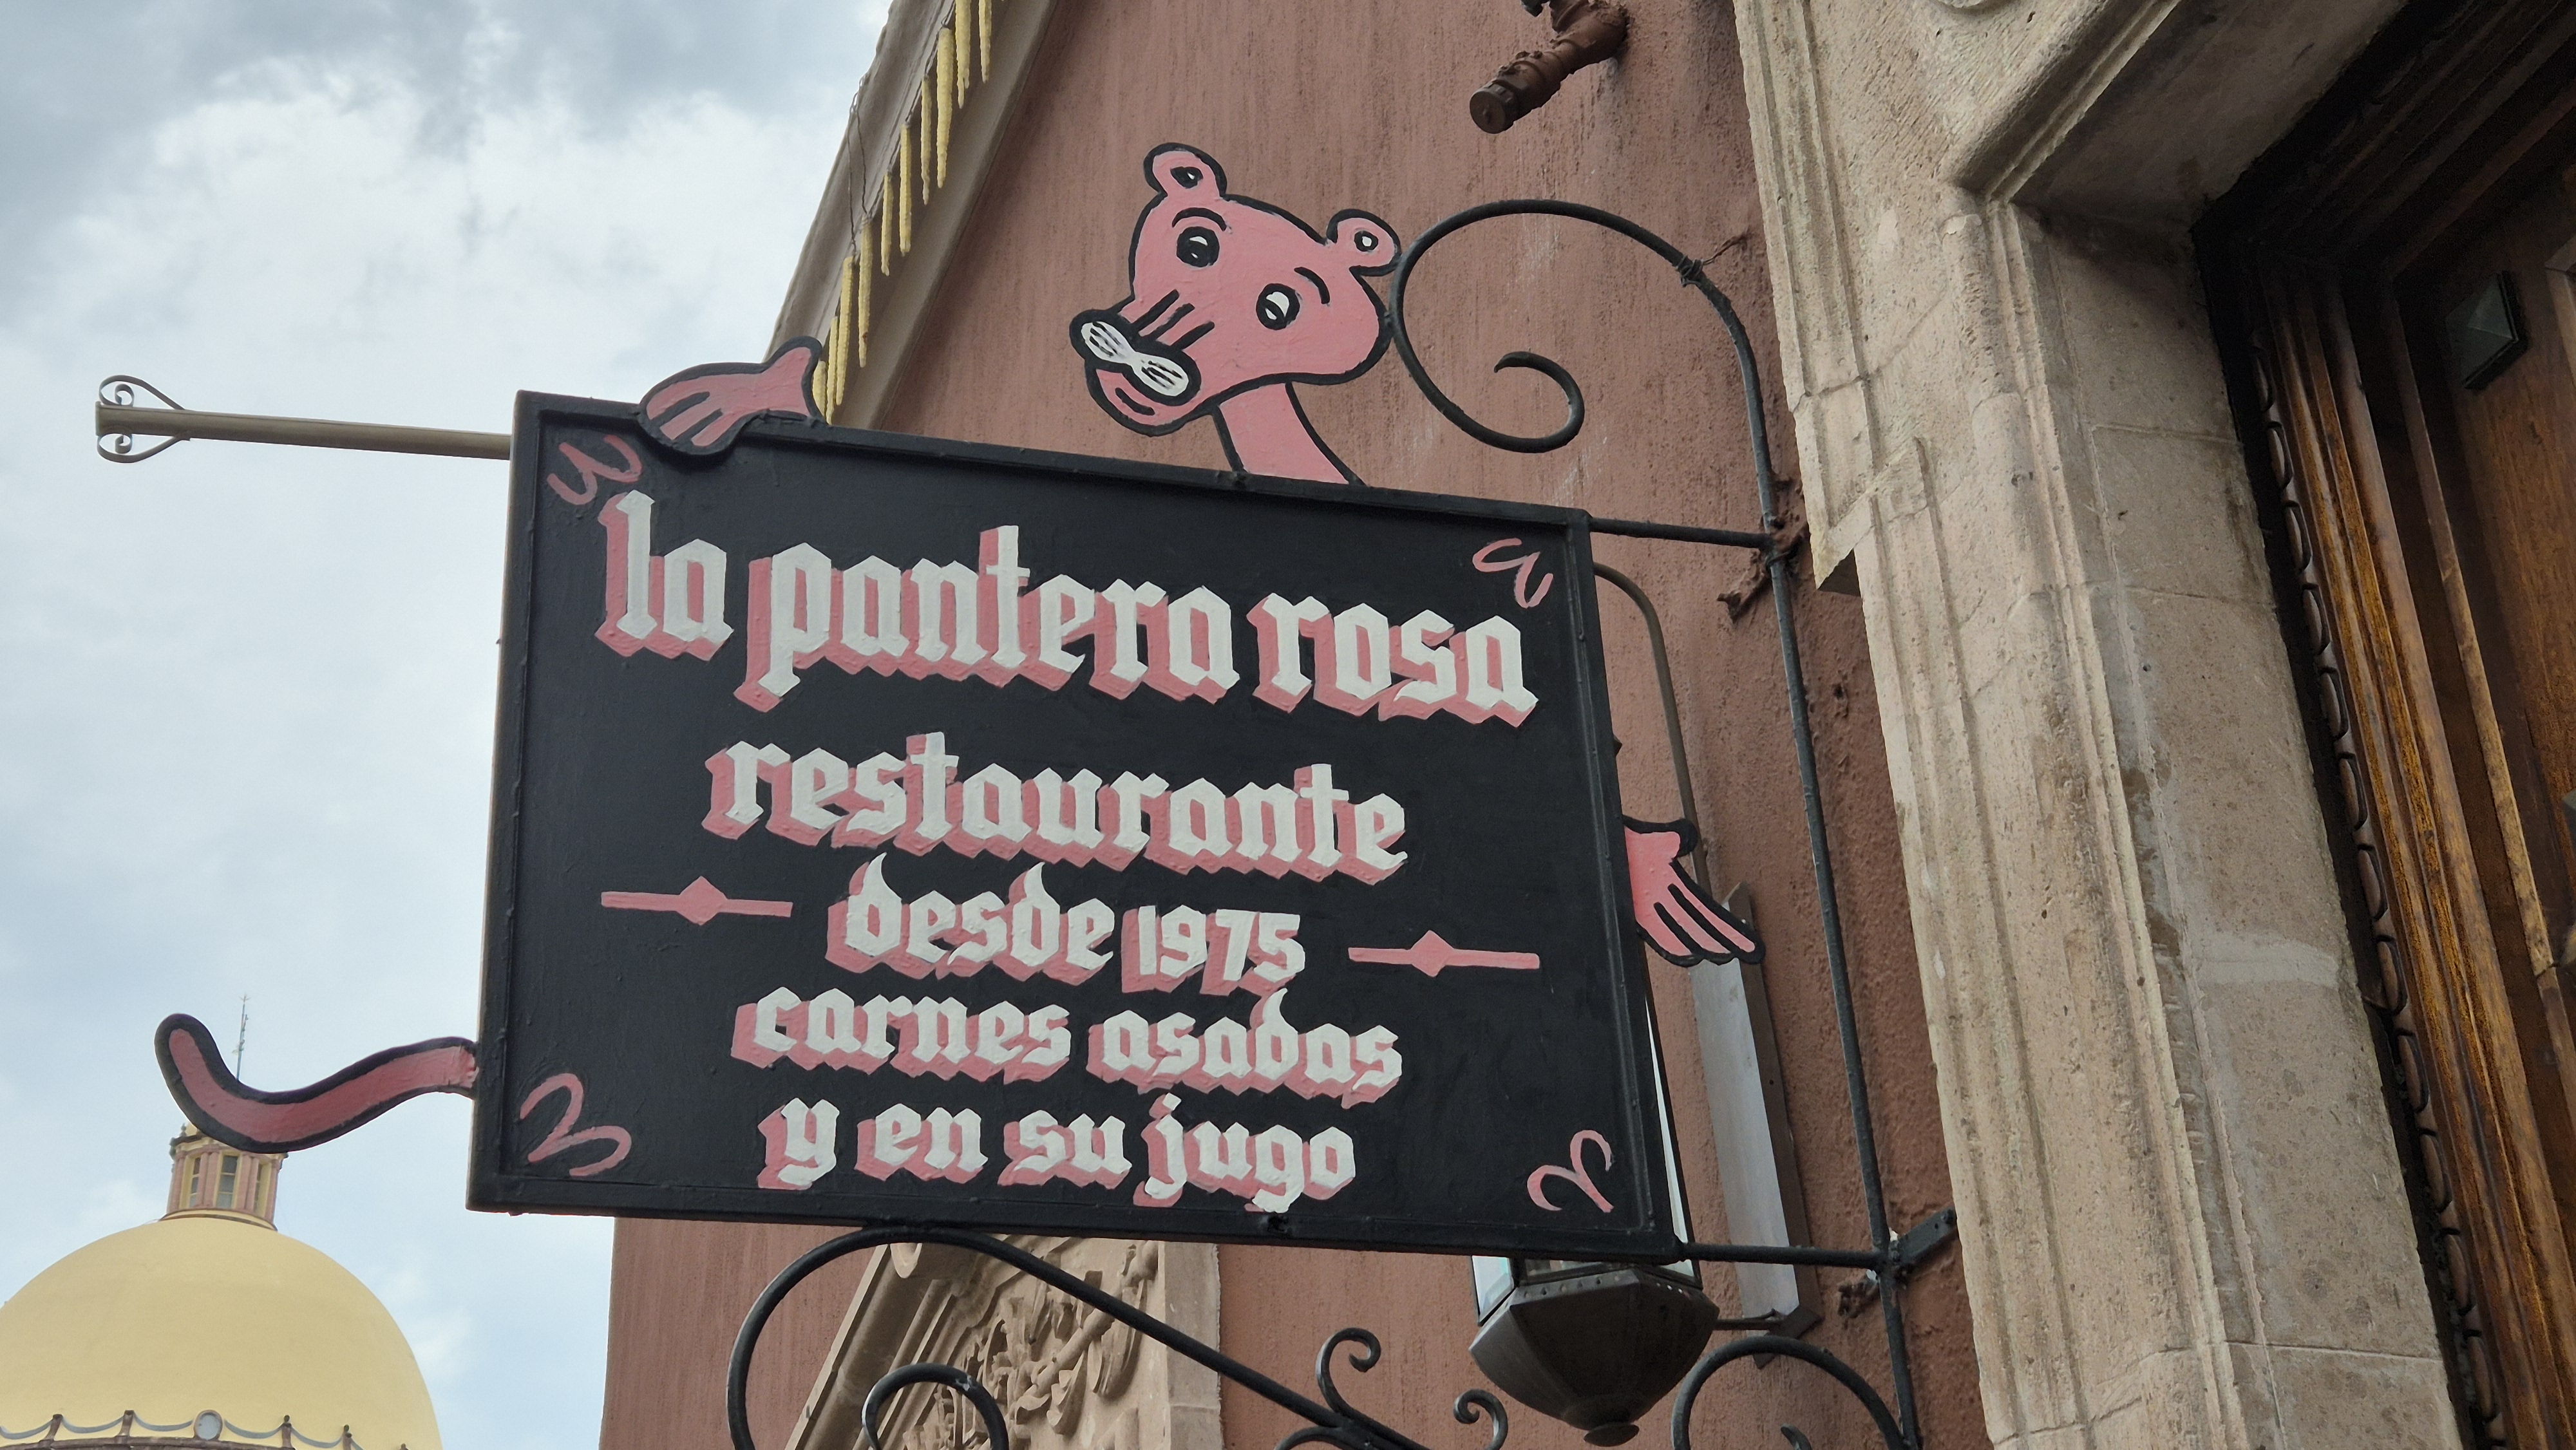 la pantera rosa
restaurante
desde 1975
carnes asadas
y en su jugo